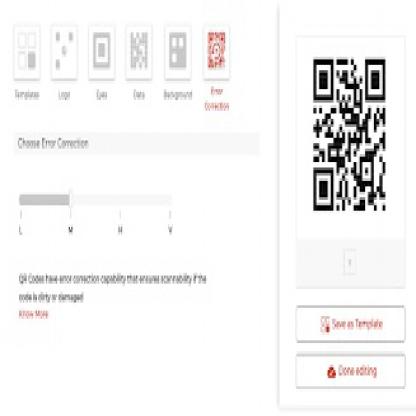 Templates
Logo
Eyes
Data
Background
Error
Correction
Choose Error Correction
L
M
H
V
QR Codes have error correction capability that ensures scannability if the
code is dirty or damaged
Know More
Save as Template
Done editing